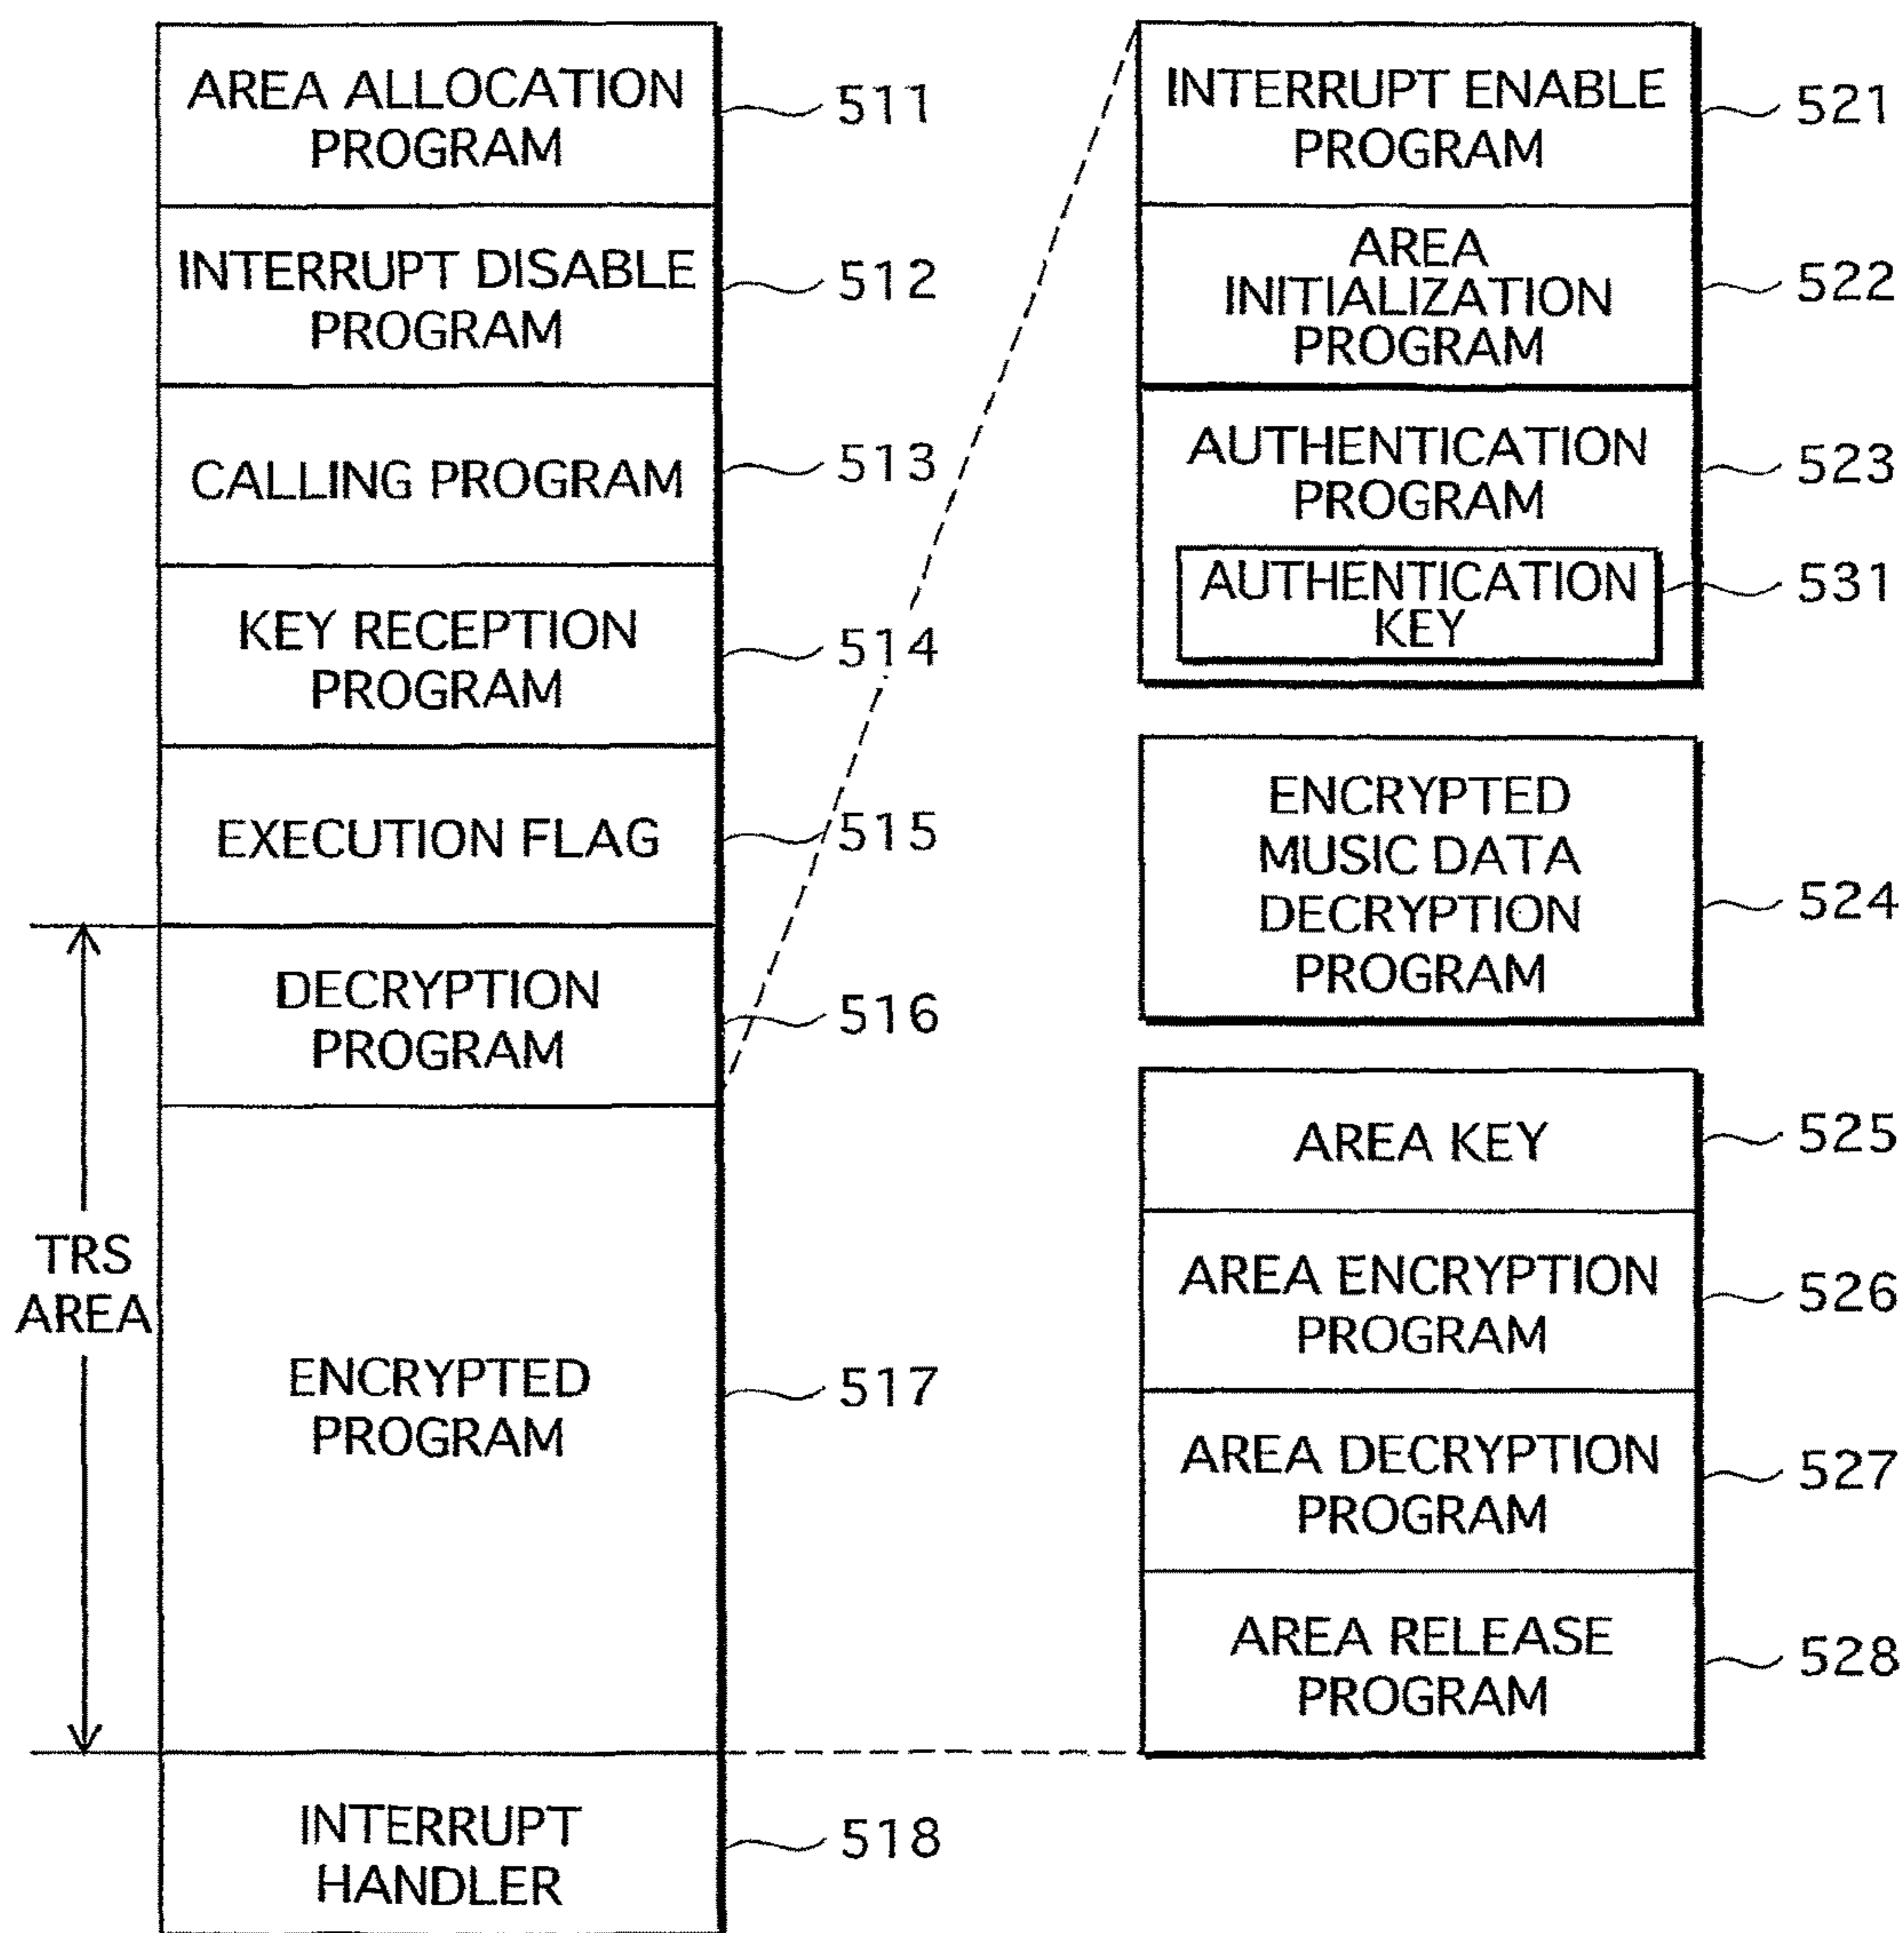 AREA ALLOCATION
PROGRAM
511
INTERRUPT DISABLE
PROGRAM
512
CALLING PROGRAM
513
KEY RECEPTION
PROGRAM
514
EXECUTION FLAG
515
TRS
AREA
DECRYPTION
PROGRAM
516
ENCRYPTED
PROGRAM
517
INTERRUPT
HANDLER
518
INTERRUPT ENABLE
PROGRAM
521
AREA
INITIALIZATION
PROGRAM
522
AUTHENTICATION
PROGRAM
523
AUTHENTICATION
KEY
531
ENCRYPTED
MUSIC DATA
DECRYPTION
PROGRAM
524
AREA KEY
525
AREA ENCRYPTION
PROGRAM
526
AREA DECRYPTION
PROGRAM
527
AREA RELEASE
PROGRAM
528